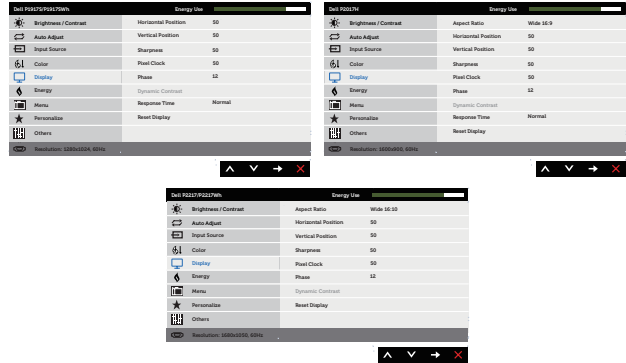 Dell P1917S/P1917SWh Energy Use
Brightness / Contrast Horizontal Position 50
Auto Adjust Vertical Position 50
Input Source Sharpness 50
Color Pixel Clock 50
Display Phase 12
Energy Dynamic Contrast
Menu Response Time Normal
Personalize Reset Display
Others
Resolution: 1280x1024, 60Hz
Dell P2017H Energy Use
Brightness / Contrast Aspect Ratio Wide 16:9
Auto Adjust Horizontal Position 50
Input Source Vertical Position 50
Color Sharpness 50
Display Pixel Clock 50
Energy Phase 12
Menu Dynamic Contrast
Personalize Response Time Normal
Others Reset Display
Resolution: 1600x900, 60Hz
Dell P2217/P2217Wh Energy Use
Brightness / Contrast Aspect Ratio Wide 16:10
Auto Adjust Horizontal Position 50
Input Source Vertical Position 50
Color Sharpness 50
Display Pixel Clock 50
Energy Phase 12
Menu Dynamic Contrast
Personalize Reset Display
Others
Resolution: 1680x1050, 60Hz